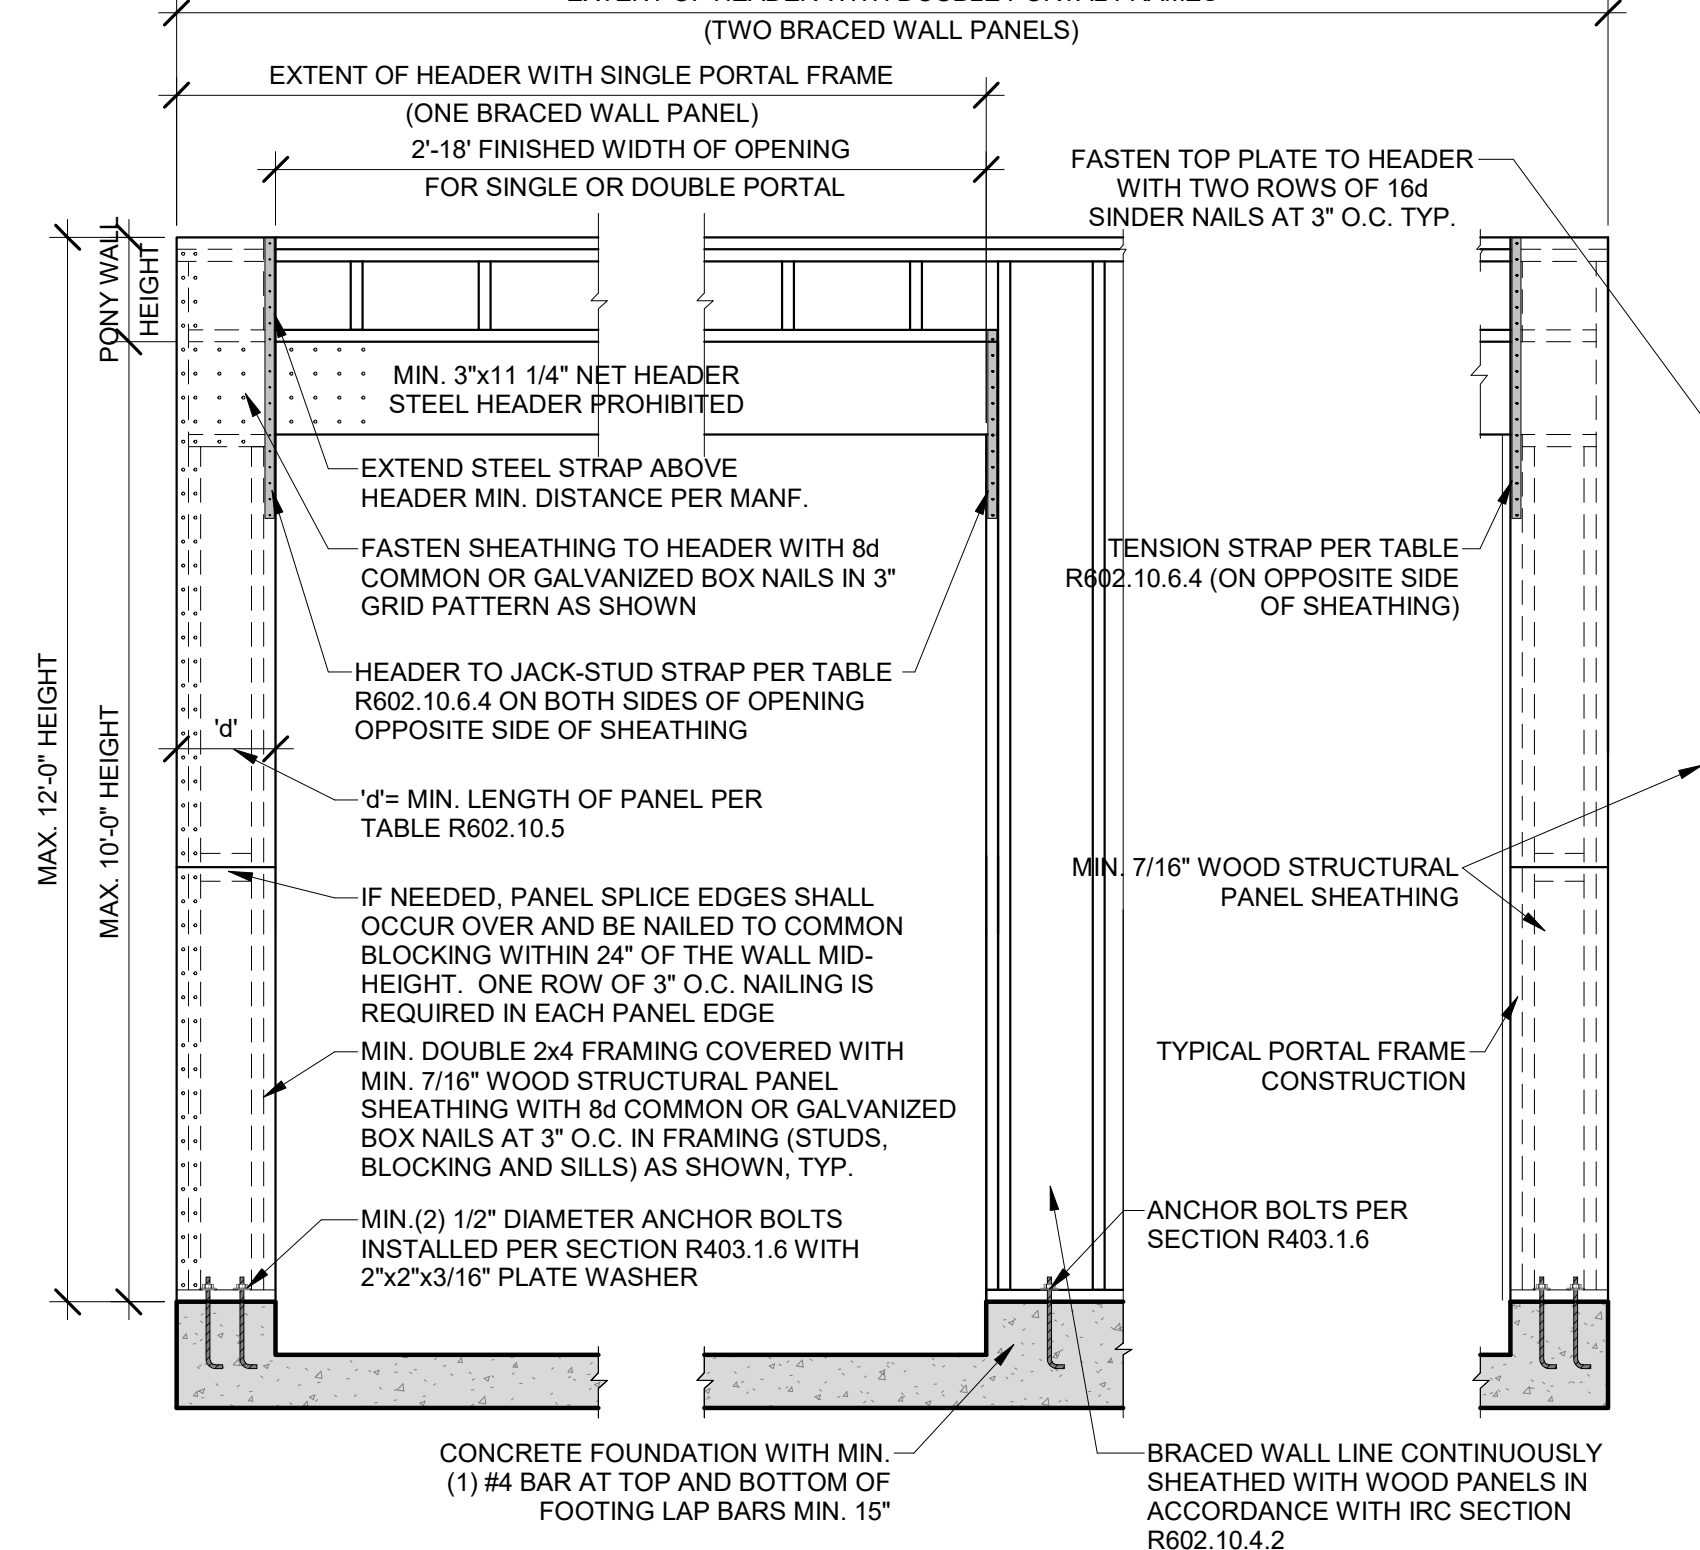 EXTENT OF HEADER WITH DOUBLE PORTAL FRAMES
(TWO BRACED WALL PANELS)
EXTENT OF HEADER WITH SINGLE PORTAL FRAME
(ONE BRACED WALL PANEL)
2'-18' FINISHED WIDTH OF OPENING
FOR SINGLE OR DOUBLE PORTAL
FASTEN TOP PLATE TO HEADER
WITH TWO ROWS OF 16d
SINDER NAILS AT 3" O.C. TYP.
PONY WALL
HEIGHT
MIN. 3"x11 1/4" NET HEADER
STEEL HEADER PROHIBITED
EXTEND STEEL STRAP ABOVE
HEADER MIN. DISTANCE PER MANF.
FASTEN SHEATHING TO HEADER WITH 8d
COMMON OR GALVANIZED BOX NAILS IN 3"
GRID PATTERN AS SHOWN
TENSION STRAP PER TABLE
R602.10.6.4 (ON OPPOSITE SIDE
OF SHEATHING)
HEADER TO JACK-STUD STRAP PER TABLE
R602.10.6.4 ON BOTH SIDES OF OPENING
OPPOSITE SIDE OF SHEATHING
MAX. 12'-0" HEIGHT
MAX. 10'-0" HEIGHT
'd'
'd'= MIN. LENGTH OF PANEL PER
TABLE R602.10.5
MIN. 7/16" WOOD STRUCTURAL
PANEL SHEATHING
IF NEEDED, PANEL SPLICE EDGES SHALL
OCCUR OVER AND BE NAILED TO COMMON
BLOCKING WITHIN 24" OF THE WALL MID-
HEIGHT.  ONE ROW OF 3" O.C. NAILING IS
REQUIRED IN EACH PANEL EDGE
MIN. DOUBLE 2x4 FRAMING COVERED WITH
MIN. 7/16" WOOD STRUCTURAL PANEL
SHEATHING WITH 8d COMMON OR GALVANIZED
BOX NAILS AT 3" O.C. IN FRAMING (STUDS,
BLOCKING AND SILLS) AS SHOWN, TYP.
TYPICAL PORTAL FRAME
CONSTRUCTION
MIN.(2) 1/2" DIAMETER ANCHOR BOLTS
INSTALLED PER SECTION R403.1.6 WITH
2"x2"x3/16" PLATE WASHER
ANCHOR BOLTS PER
SECTION R403.1.6
CONCRETE FOUNDATION WITH MIN.
(1) #4 BAR AT TOP AND BOTTOM OF
FOOTING LAP BARS MIN. 15"
BRACED WALL LINE CONTINUOUSLY
SHEATHED WITH WOOD PANELS IN
ACCORDANCE WITH IRC SECTION
R602.10.4.2